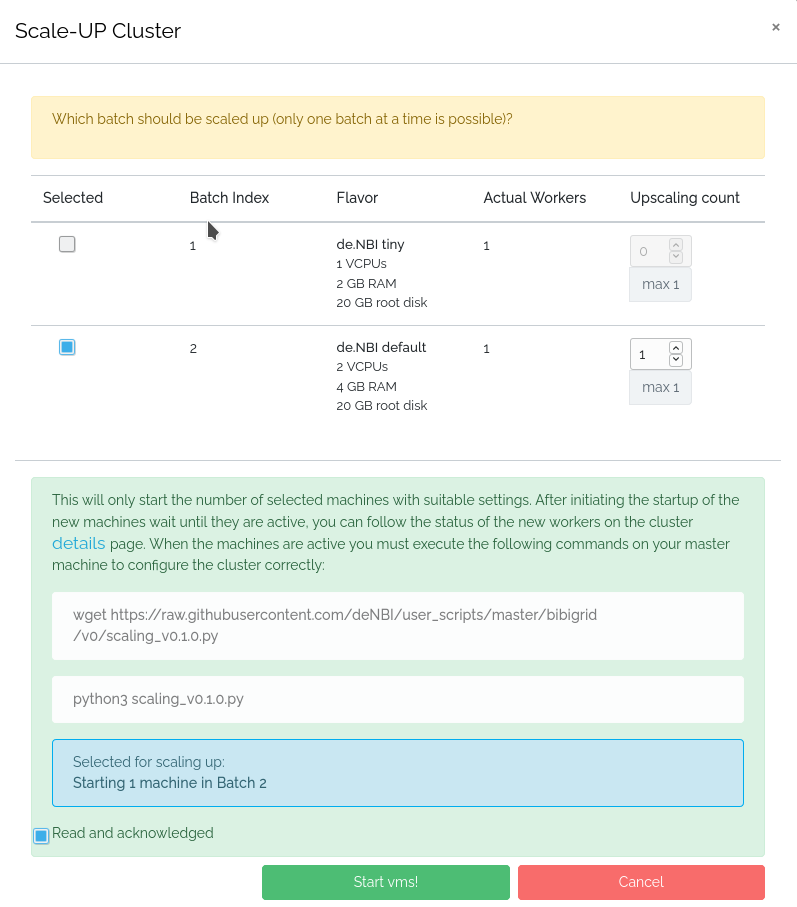 Scale-UP Cluster
×
Which batch should be scaled up (only one batch at a time is possible)?
Selected Batch Index Flavor Actual Workers Upscaling count
1 de.NBI tiny 1 0
1 VCPUs
2 GB RAM max 1
20 GB root disk
2 de.NBI default 1 1
2 VCPUs
4 GB RAM max 1
20 GB root disk
This will only start the number of selected machines with suitable settings. After initiating the startup of the
new machines wait until they are active, you can follow the status of the new workers on the cluster
details page. When the machines are active you must execute the following commands on your master
machine to configure the cluster correctly:
wget https://raw.githubusercontent.com/deNBI/user_scripts/master/bibigrid
/v0/scaling_v0.1.0.py
python3 scaling_v0.1.0.py
Selected for scaling up:
Starting 1 machine in Batch 2
Read and acknowledged
Start vms! Cancel